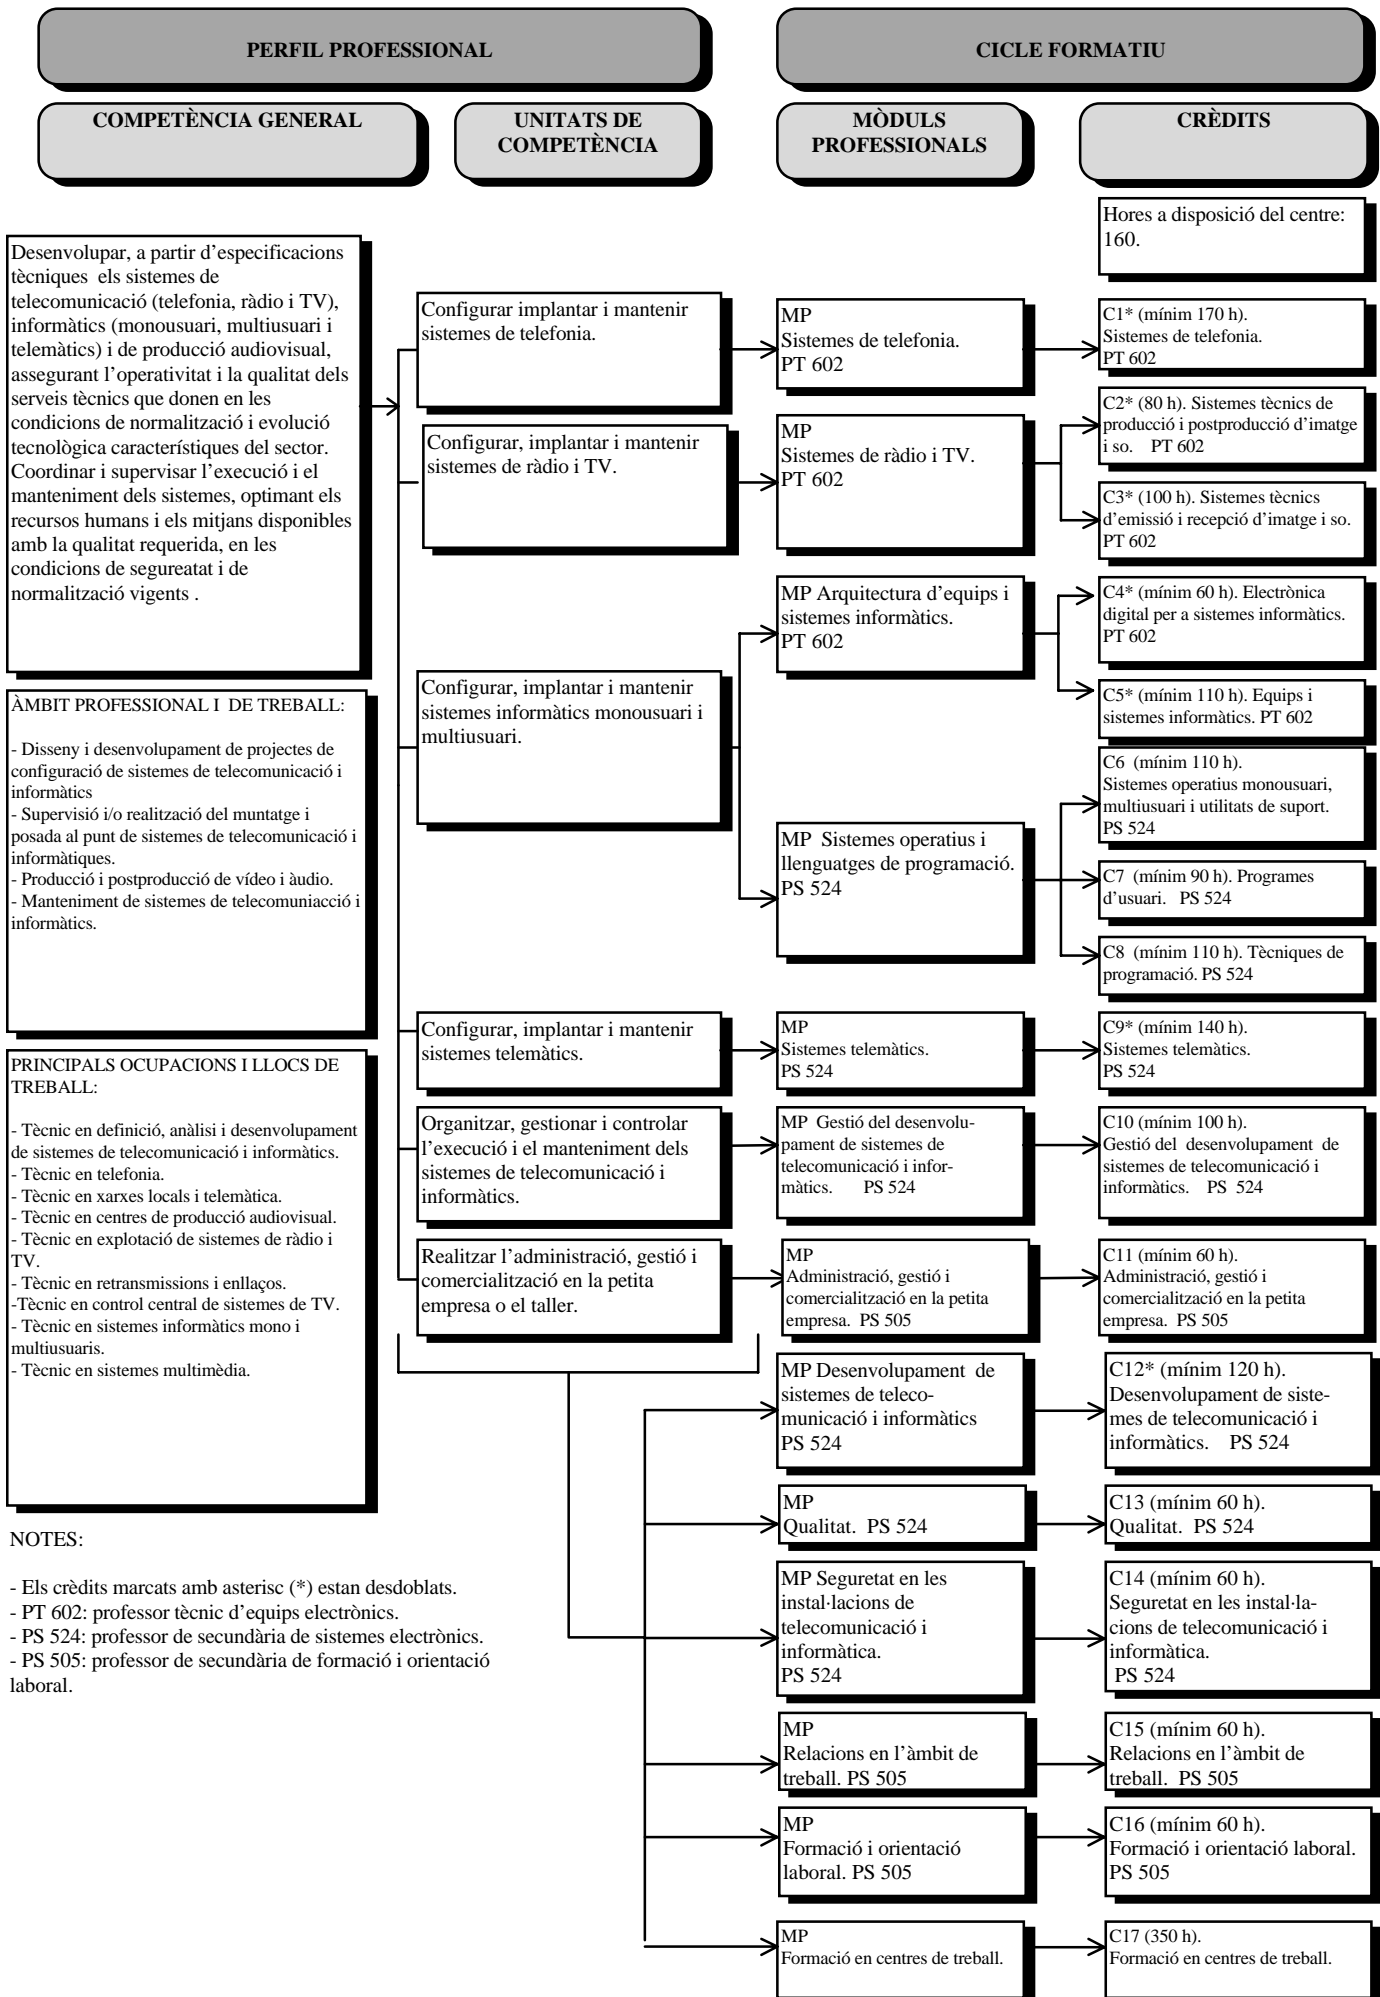 PERFIL PROFESSIONAL
CICLE FORMATIU
COMPETÈNCIA GENERAL
UNITATS DE
COMPETÈNCIA
MÒDULS
PROFESSIONALS
CRÈDITS
Desenvolupar, a partir d’especificacions
tècniques els sistemes de
telecomunicació (telefonia, ràdio i TV),
informàtics (monousuari, multiusuari i
telemàtics) i de producció audiovisual,
assegurant l’operativitat i la qualitat dels
serveis tècnics que donen en les
condicions de normalització i evolució
tecnològica característiques del sector.
Coordinar i supervisar l’execució i el
manteniment dels sistemes, optimant els
recursos humans i els mitjans disponibles
amb la qualitat requerida, en les
condicions de segureatat i de
normalització vigents .
ÀMBIT PROFESSIONAL I DE TREBALL:
- Disseny i desenvolupament de projectes de
configuració de sistemes de telecomunicació i
informàtics
- Supervisió i/o realització del muntatge i
posada al punt de sistemes de telecomunicació i
informàtiques.
- Producció i postproducció de vídeo i àudio.
- Manteniment de sistemes de telecomuniacció i
informàtics.
PRINCIPALS OCUPACIONS I LLOCS DE
TREBALL:
- Tècnic en definició, anàlisi i desenvolupament
de sistemes de telecomunicació i informàtics.
- Tècnic en telefonia.
- Tècnic en xarxes locals i telemàtica.
- Tècnic en centres de producció audiovisual.
- Tècnic en explotació de sistemes de ràdio i
TV.
- Tècnic en retransmissions i enllaços.
-Tècnic en control central de sistemes de TV.
- Tècnic en sistemes informàtics mono i
multiusuaris.
- Tècnic en sistemes multimèdia.
NOTES:
- Els crèdits marcats amb asterisc (*) estan desdoblats.
- PT 602: professor tècnic d’equips electrònics.
- PS 524: professor de secundària de sistemes electrònics.
- PS 505: professor de secundària de formació i orientació
laboral.
Configurar implantar i mantenir
sistemes de telefonia.
Configurar, implantar i mantenir
sistemes de ràdio i TV.
Configurar, implantar i mantenir
sistemes informàtics monousuari i
multiusuari.
Configurar, implantar i mantenir
sistemes telemàtics.
Organitzar, gestionar i controlar
l’execució i el manteniment dels
sistemes de telecomunicació i
informàtics.
Realitzar l’administració, gestió i
comercialització en la petita
empresa o el taller.
MP
Sistemes de telefonia.
PT 602
MP
Sistemes de ràdio i TV.
PT 602
MP Arquitectura d’equips i
sistemes informàtics.
PT 602
MP Sistemes operatius i
llenguatges de programació.
PS 524
MP
Sistemes telemàtics.
PS 524
MP Gestió del desenvolu-
pament de sistemes de
telecomunicació i infor-
màtics. PS 524
MP
Administració, gestió i
comercialització en la petita
empresa. PS 505
MP Desenvolupament de
sistemes de teleco-
municació i informàtics
PS 524
MP
Qualitat. PS 524
MP Seguretat en les
instal·lacions de
telecomunicació i
informàtica.
PS 524
MP
Relacions en l’àmbit de
treball. PS 505
MP
Formació i orientació
laboral. PS 505
MP
Formació en centres de treball.
Hores a disposició del centre:
160.
C1* (mínim 170 h).
Sistemes de telefonia.
PT 602
C2* (80 h). Sistemes tècnics de
producció i postproducció d’imatge
i so. PT 602
C3* (100 h). Sistemes tècnics
d’emissió i recepció d’imatge i so.
PT 602
C4* (mínim 60 h). Electrònica
digital per a sistemes informàtics.
PT 602
C5* (mínim 110 h). Equips i
sistemes informàtics. PT 602
C6 (mínim 110 h).
Sistemes operatius monousuari,
multiusuari i utilitats de suport.
PS 524
C7 (mínim 90 h). Programes
d’usuari. PS 524
C8 (mínim 110 h). Tècniques de
programació. PS 524
C9* (mínim 140 h).
Sistemes telemàtics.
PS 524
C10 (mínim 100 h).
Gestió del desenvolupament de
sistemes de telecomunicació i
informàtics. PS 524
C11 (mínim 60 h).
Administració, gestió i
comercialització en la petita
empresa. PS 505
C12* (mínim 120 h).
Desenvolupament de siste-
mes de telecomunicació i
informàtics. PS 524
C13 (mínim 60 h).
Qualitat. PS 524
C14 (mínim 60 h).
Seguretat en les instal·la-
cions de telecomunicació i
informàtica.
PS 524
C15 (mínim 60 h).
Relacions en l’àmbit de
treball. PS 505
C16 (mínim 60 h).
Formació i orientació laboral.
PS 505
C17 (350 h).
Formació en centres de treball.